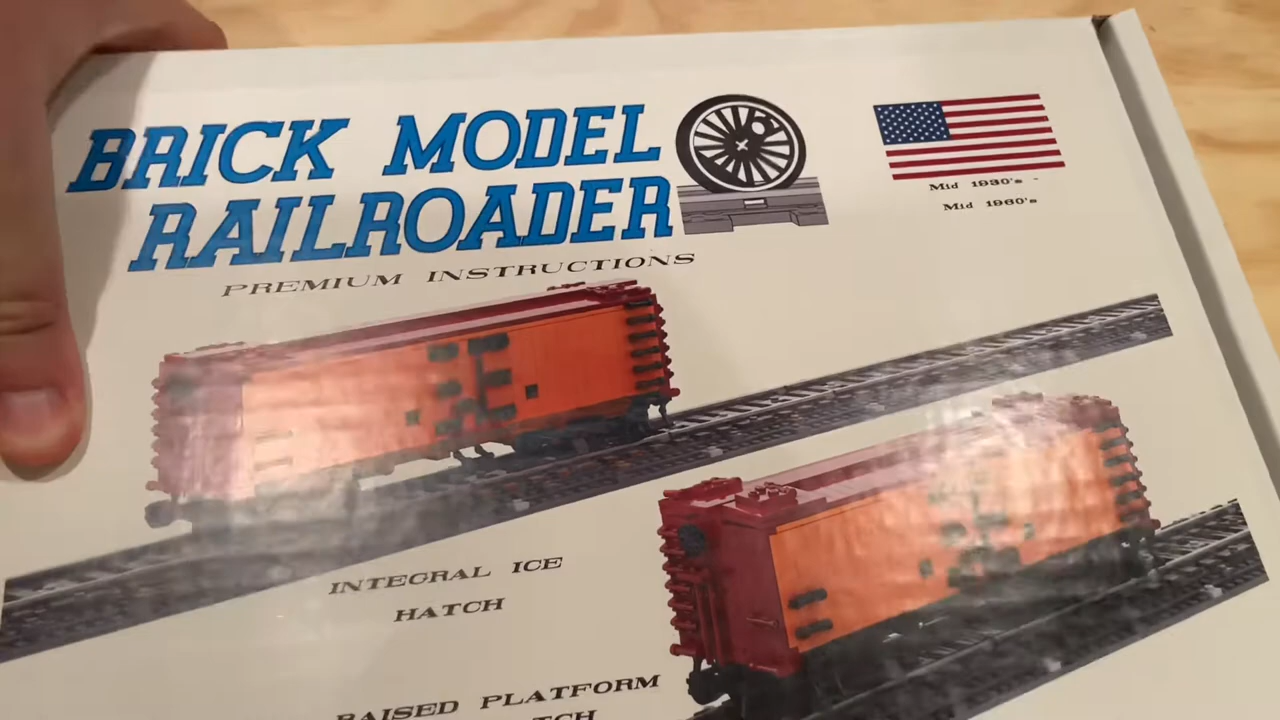 BRICK MODEL
RAILROADER
PREMIUM INSTRUCTIONS
Mid 1930's -
Mid 1960's
INTEGRAL ICE
HATCH
RAISED PLATFORM